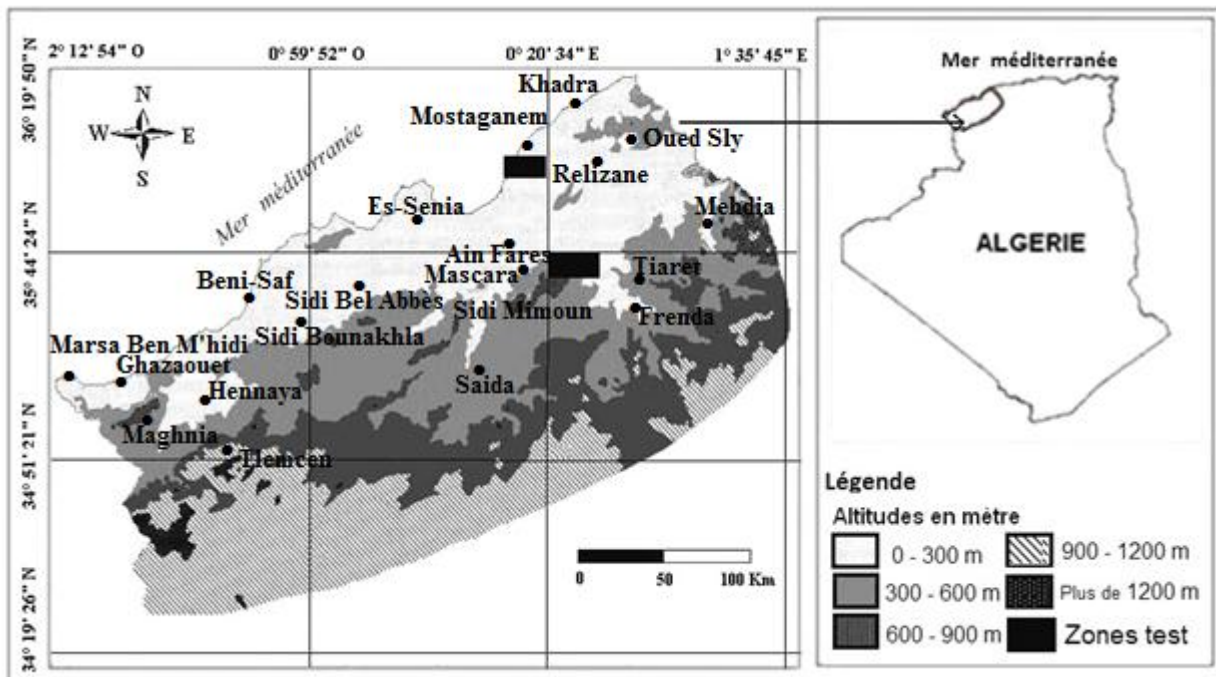 2° 12' 54" O
0° 59' 52" O
0° 20' 34" E
1° 35' 45" E
36° 19' 50" N
35° 44' 24" N
34° 51' 21" N
34° 19' 26" N
N
W
E
S
Mer méditerranée
Khadra
Mostaganem
Oued Sly
Relizane
Es-Senia
Mehdia
Ain Fares
Mascara
Tiaret
Beni-Saf
Sidi Bel Abbès
Sidi Mimoun
Frenda
Sidi Bounakhla
Marsa Ben M'hidi
Ghazaouet
Hennaya
Saida
Maghnia
Tlemcen
0
50
100 Km
Mer méditerranée
ALGERIE
Légende
Altitudes en mètre
0 - 300 m
900 - 1200 m
300 - 600 m
Plus de 1200 m
600 - 900 m
Zones test